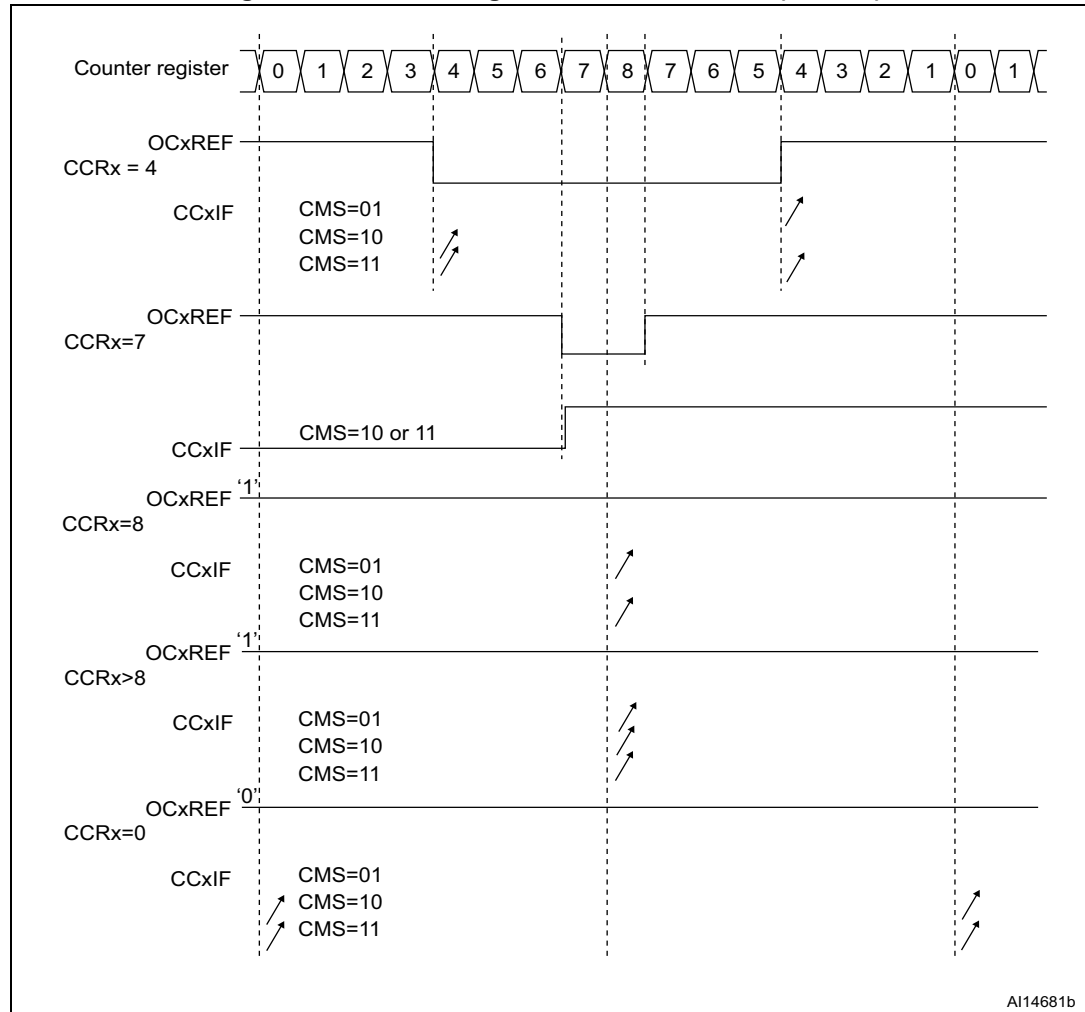 Counter register 0 1 2 3 4 5 6 7 8 7 6 5 4 3 2 1 0 1
OCxREF
CCRx = 4
CCxIF CMS=01
CMS=10
CMS=11
OCxREF
CCRx=7
CMS=10 or 11
CCxIF
'1'
OCxREF
CCRx=8
CCxIF CMS=01
CMS=10
CMS=11
'1'
OCxREF
CCRx>8
CCxIF CMS=01
CMS=10
CMS=11
'0'
OCxREF
CCRx=0
CCxIF CMS=01
CMS=10
CMS=11
AI14681b